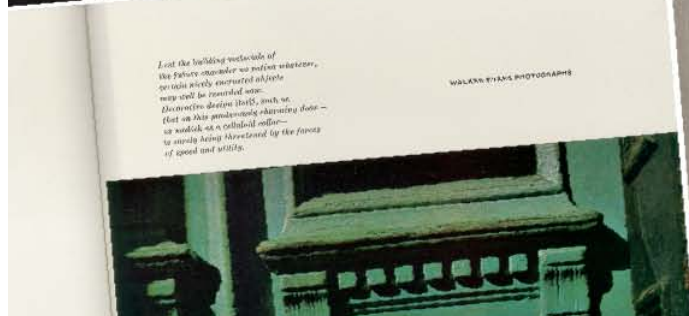 Lest the building materials of
the future engender no patina whatever,
certain nicely encrusted objects
may well be recorded now.
Decorative design itself, such as
that on this ponderously charming door —
as modish as a celluloid collar—
is surely being threatened by the forces
of speed and utility.
WALKER EVANS PHOTOGRAPHS